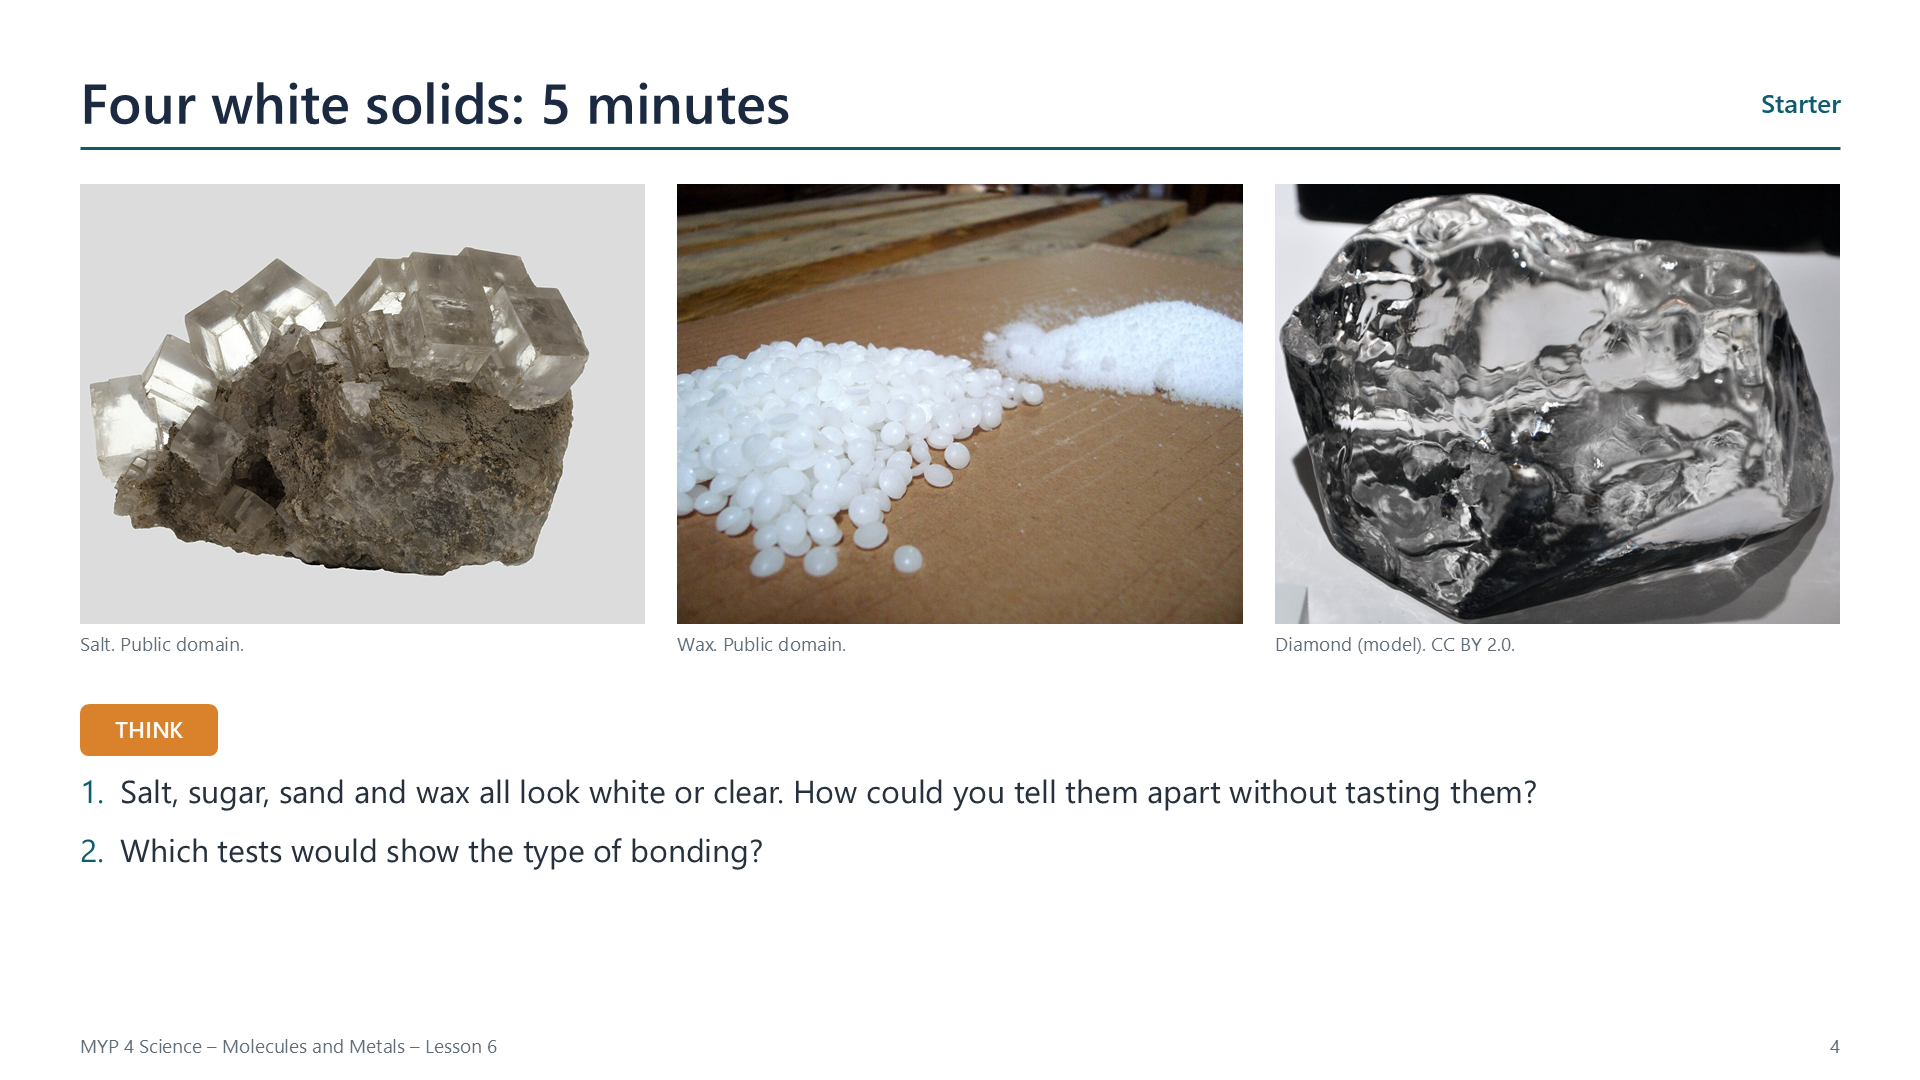 Four white solids: 5 minutes
Starter
Salt. Public domain.
Wax. Public domain.
Diamond (model). CC BY 2.0.
THINK
1. Salt, sugar, sand and wax all look white or clear. How could you tell them apart without tasting them?
2. Which tests would show the type of bonding?
MYP 4 Science – Molecules and Metals – Lesson 6
4